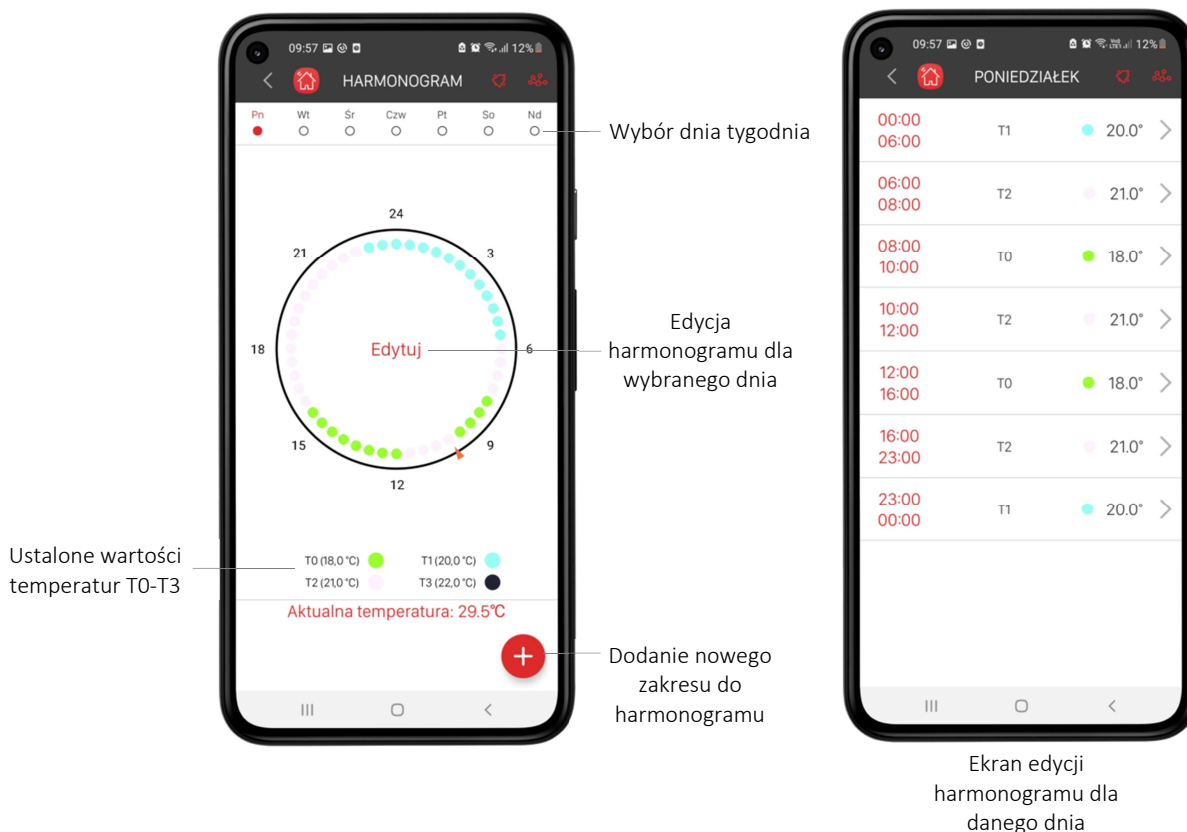 09:57
12%
HARMONOGRAM
Pn Wt Śr Czw Pt So Nd
24
21 3
18 Edytuj 6
15 9
12
T0 (18,0 °C) T1 (20,0 °C)
T2 (21,0 °C) T3 (22,0 °C)
Aktualna temperatura: 29.5°C
+
Wybór dnia tygodnia
Edycja
harmonogramu dla
wybranego dnia
Ustalone wartości
temperatur T0-T3
Dodanie nowego
zakresu do
harmonogramu
09:57
12%
PONIEDZIAŁEK
00:00
06:00
T1 20.0°
06:00
08:00
T2 21.0°
08:00
10:00
T0 18.0°
10:00
12:00
T2 21.0°
12:00
16:00
T0 18.0°
16:00
23:00
T2 21.0°
23:00
00:00
T1 20.0°
Ekran edycji
harmonogramu dla
danego dnia